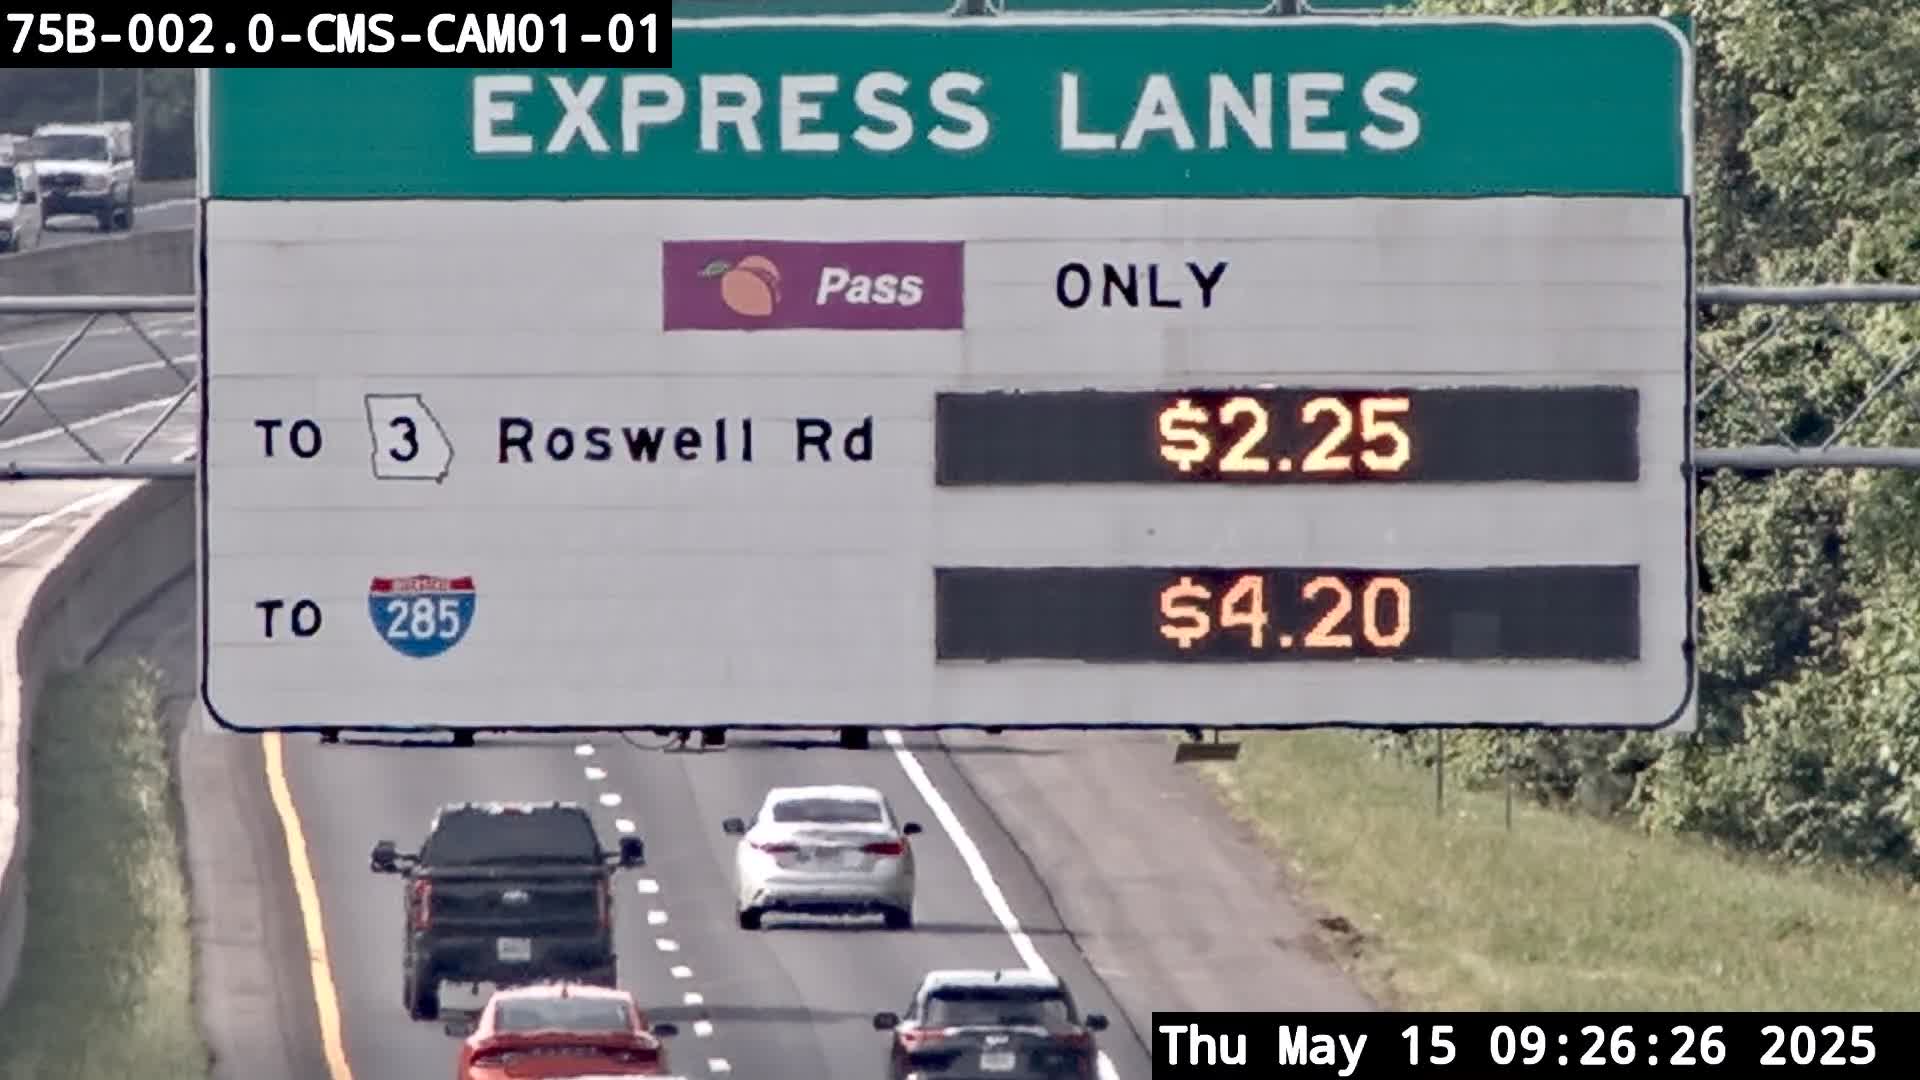 75B-002.0-CMS-CAM01-01
EXPRESS LANES
Pass ONLY
TO 3 Roswell Rd $2.25
TO INTERSTATE 285 $4.20
Thu May 15 09:26:26 2025